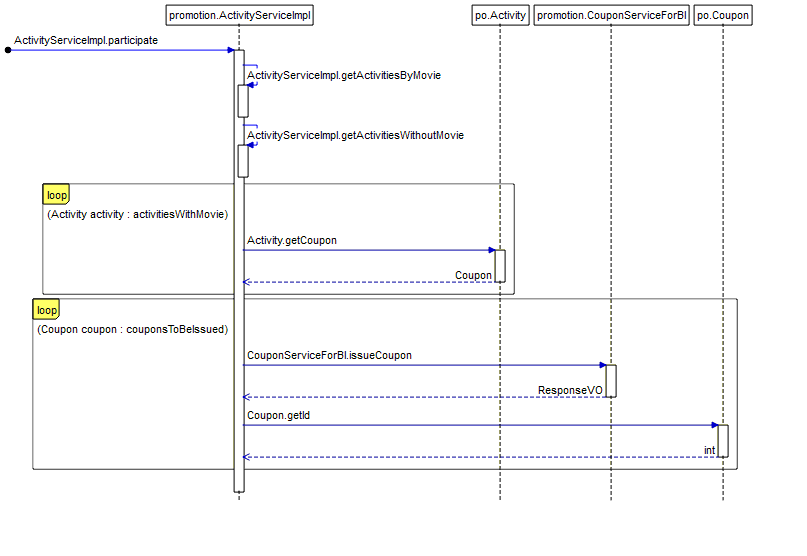 promotion.ActivityServiceImpl
po.Activity
promotion.CouponServiceForBl
po.Coupon
ActivityServiceImpl.participate
ActivityServiceImpl.getActivitiesByMovie
ActivityServiceImpl.getActivitiesWithoutMovie
loop
(Activity activity : activitiesWithMovie)
Activity.getCoupon
Coupon
loop
(Coupon coupon : couponsToBeIssued)
CouponServiceForBl.issueCoupon
ResponseVO
Coupon.getId
int